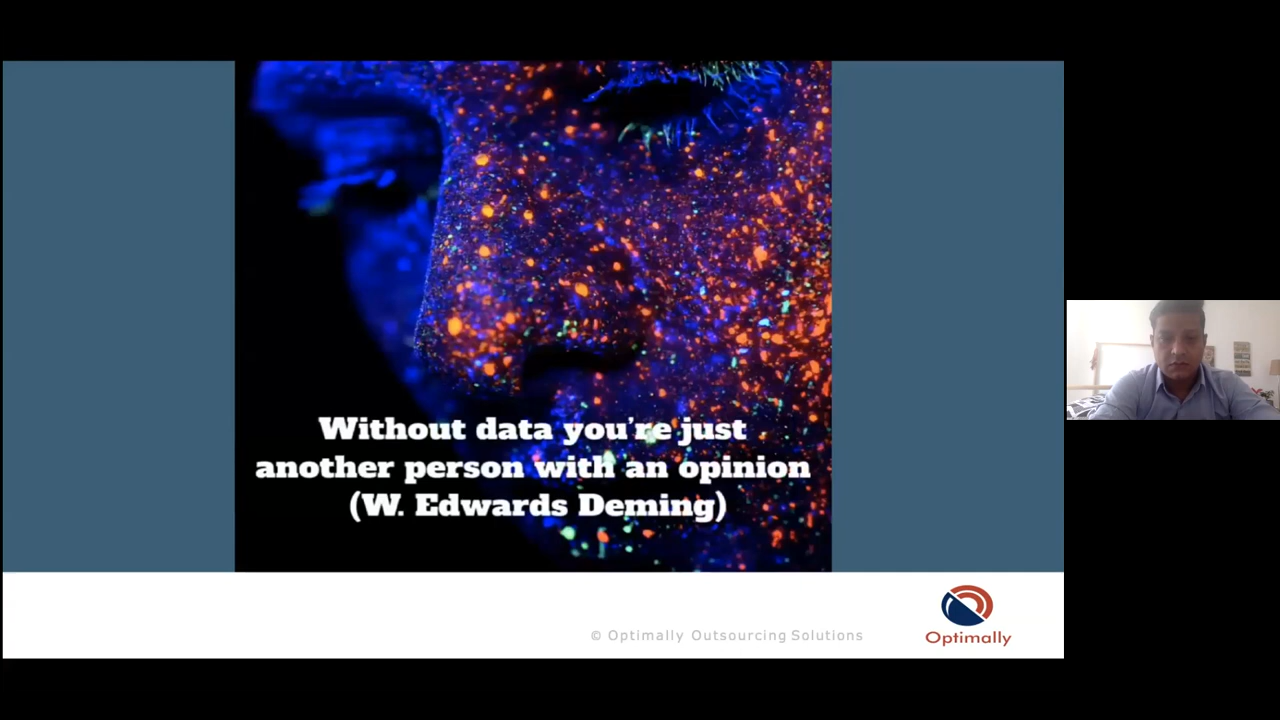 Without data you're just
another person with an opinion
(W. Edwards Deming)
© Optimally Outsourcing Solutions
Optimally